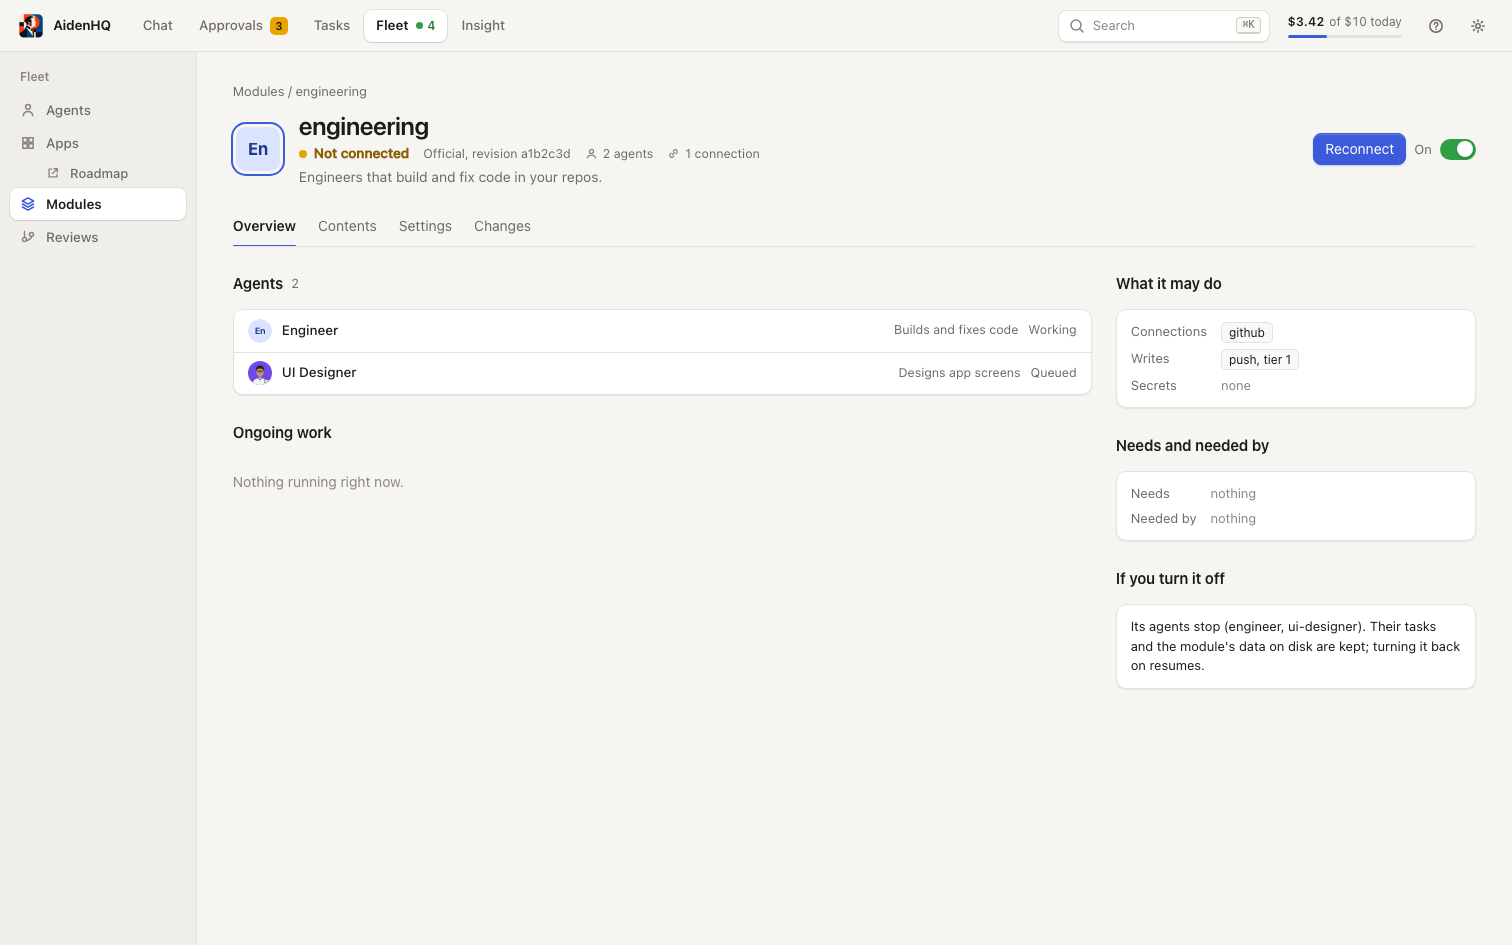 AidenHQ
Chat
Approvals 3
Tasks
Fleet 4
Insight
Search ⌘K
$3.42 of $10 today
Fleet
Agents
Apps
Roadmap
Modules
Reviews
Modules / engineering
En
engineering
Not connected Official, revision a1b2c3d 2 agents 1 connection
Engineers that build and fix code in your repos.
Reconnect On
Overview Contents Settings Changes
Agents 2
En Engineer Builds and fixes code Working
UI Designer Designs app screens Queued
Ongoing work
Nothing running right now.
What it may do
Connections github
Writes push, tier 1
Secrets none
Needs and needed by
Needs nothing
Needed by nothing
If you turn it off
Its agents stop (engineer, ui-designer). Their tasks
and the module's data on disk are kept; turning it back
on resumes.